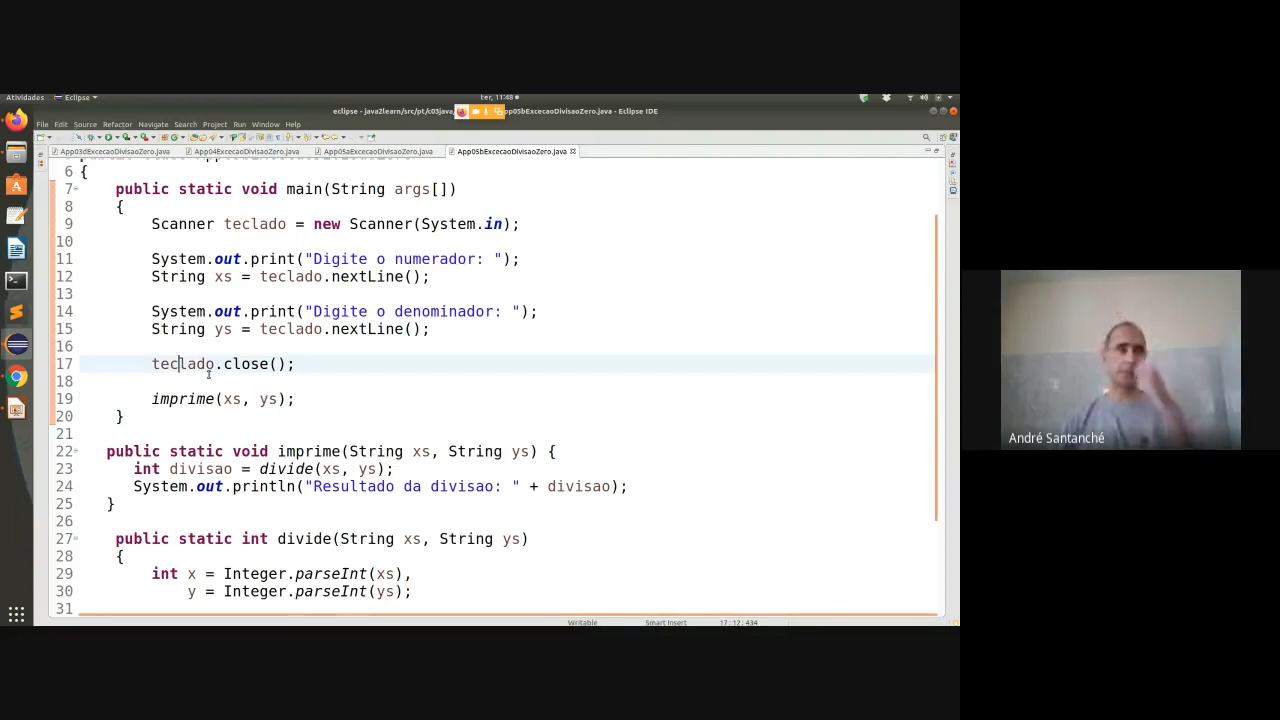 Atividades Eclipse ter, 11:48
eclipse - java2learn/src/pt/c03java pp05bExcecaoDivisaoZero.java - Eclipse IDE
File Edit Source Refactor Navigate Search Project Run Window Help
App03dExcecaoDivisaoZero.java App04ExcecaoDivisaoZero.java App05aExcecaoDivisaoZero.java App05bExcecaoDivisaoZero.java
6 {
7 public static void main(String args[])
8 {
9 Scanner teclado = new Scanner(System.in);
10
11 System.out.print("Digite o numerador: ");
12 String xs = teclado.nextLine();
13
14 System.out.print("Digite o denominador: ");
15 String ys = teclado.nextLine();
16
17 teclado.close();
18
19 imprime(xs, ys);
20 }
21
22 public static void imprime(String xs, String ys) {
23 int divisao = divide(xs, ys);
24 System.out.println("Resultado da divisao: " + divisao);
25 }
26
27 public static int divide(String xs, String ys)
28 {
29 int x = Integer.parseInt(xs),
30 y = Integer.parseInt(ys);
31
Writable Smart Insert 17:12:434
André Santanché